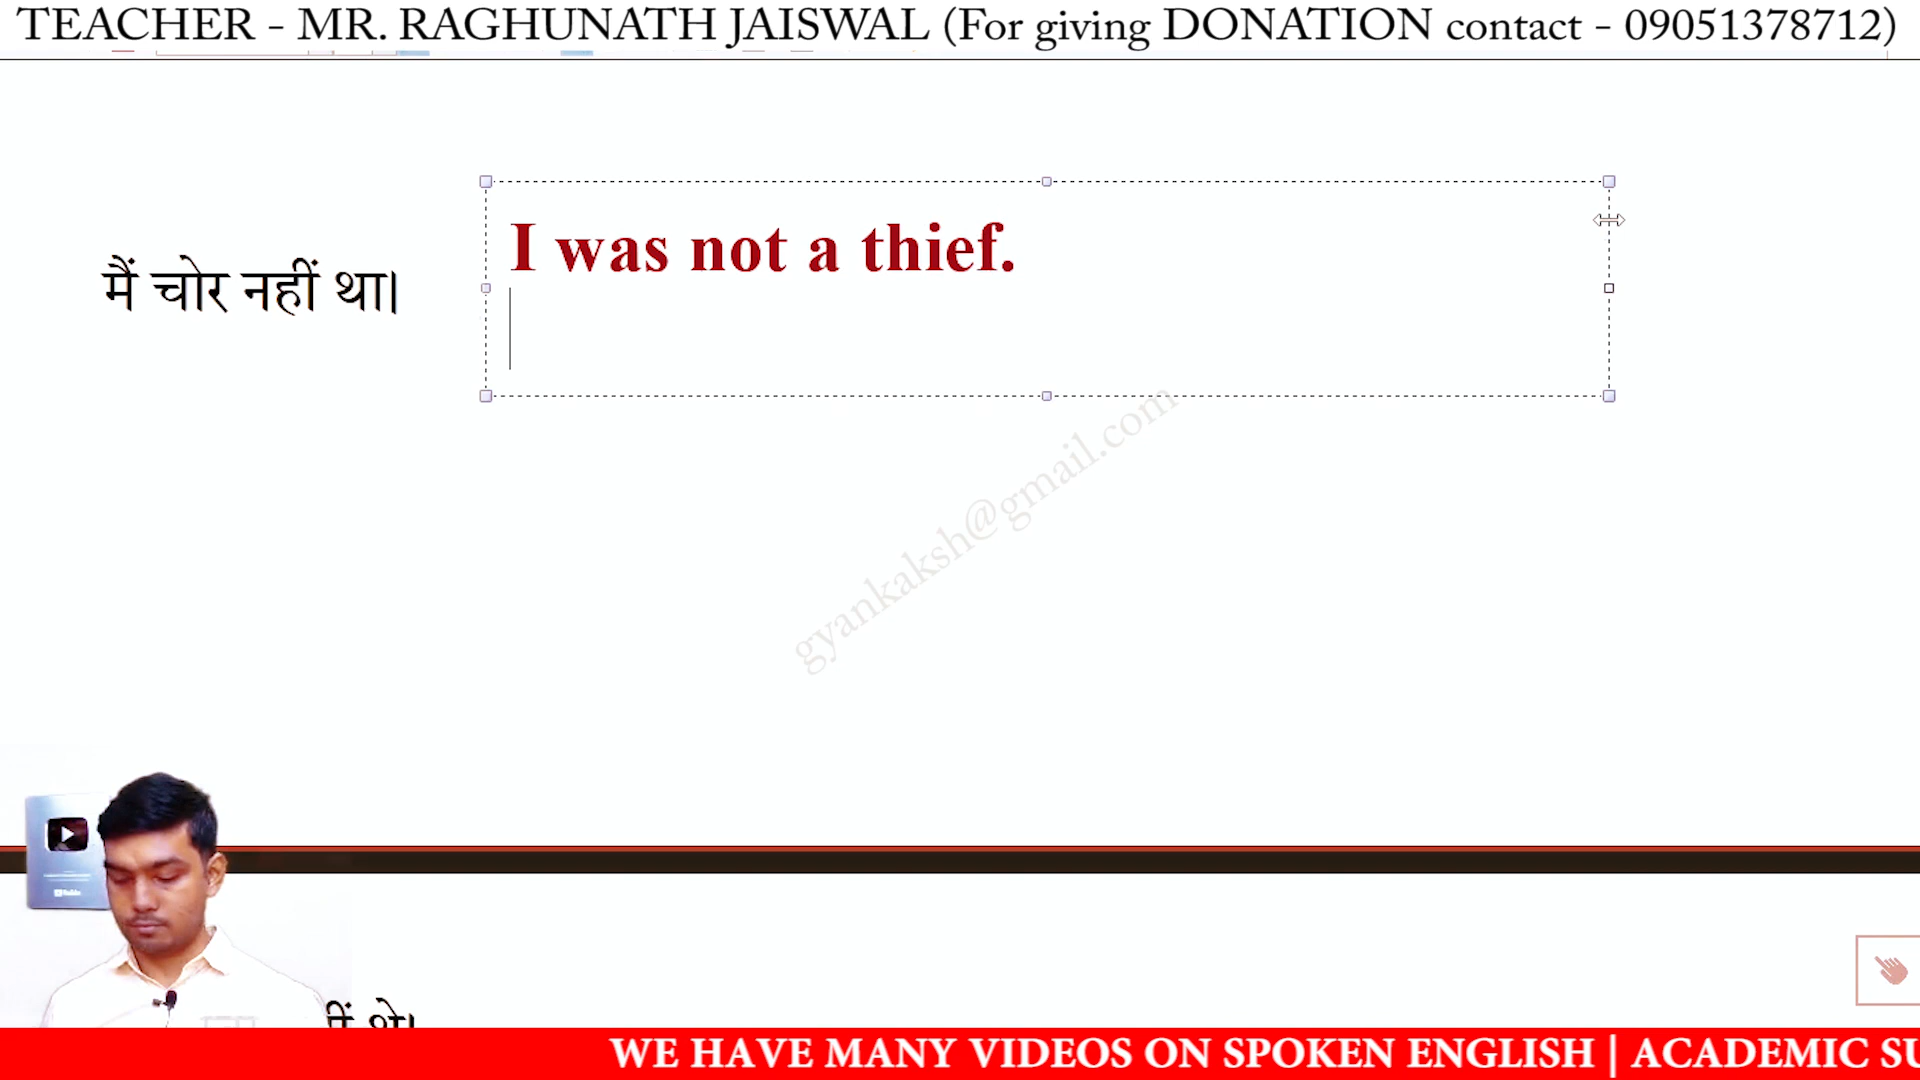 TEACHER - MR. RAGHUNATH JAISWAL (For giving DONATION contact - 09051378712)
I was not a thief.
मैं चोर नहीं था।
gyankaksh@gmail.com
थे।
WE HAVE MANY VIDEOS ON SPOKEN ENGLISH | ACADEMIC SU